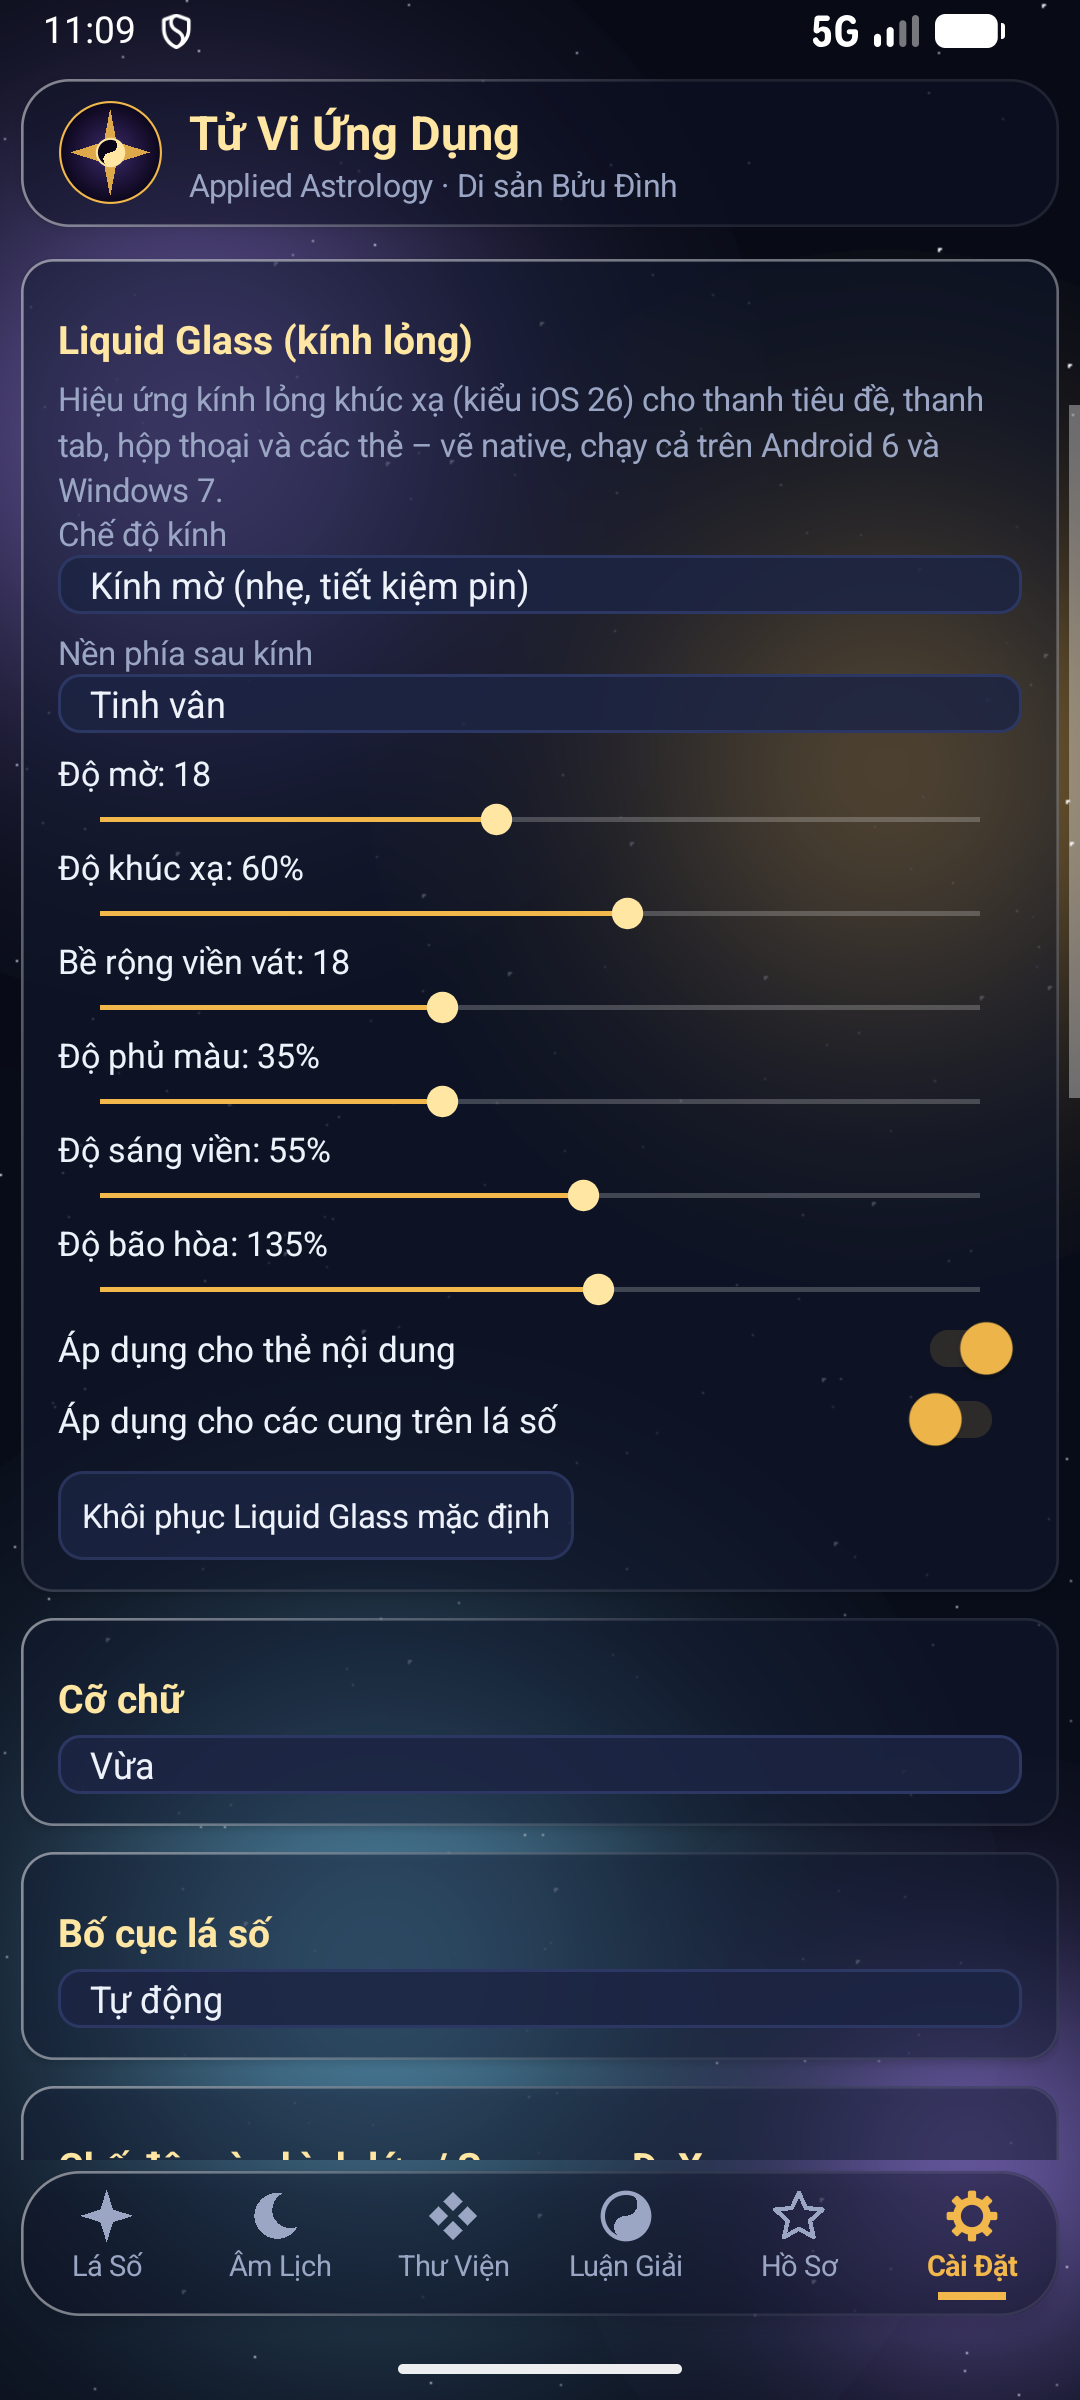 11:09
5G
Tử Vi Ứng Dụng
Applied Astrology · Di sản Bửu Đình
Liquid Glass (kính lỏng)
Hiệu ứng kính lỏng khúc xạ (kiểu iOS 26) cho thanh tiêu đề, thanh
tab, hộp thoại và các thẻ – vẽ native, chạy cả trên Android 6 và
Windows 7.
Chế độ kính
Kính mờ (nhẹ, tiết kiệm pin)
Nền phía sau kính
Tinh vân
Độ mờ: 18
Độ khúc xạ: 60%
Bề rộng viền vát: 18
Độ phủ màu: 35%
Độ sáng viền: 55%
Độ bão hòa: 135%
Áp dụng cho thẻ nội dung
Áp dụng cho các cung trên lá số
Khôi phục Liquid Glass mặc định
Cỡ chữ
Vừa
Bố cục lá số
Tự động
Lá Số
Âm Lịch
Thư Viện
Luận Giải
Hồ Sơ
Cài Đặt